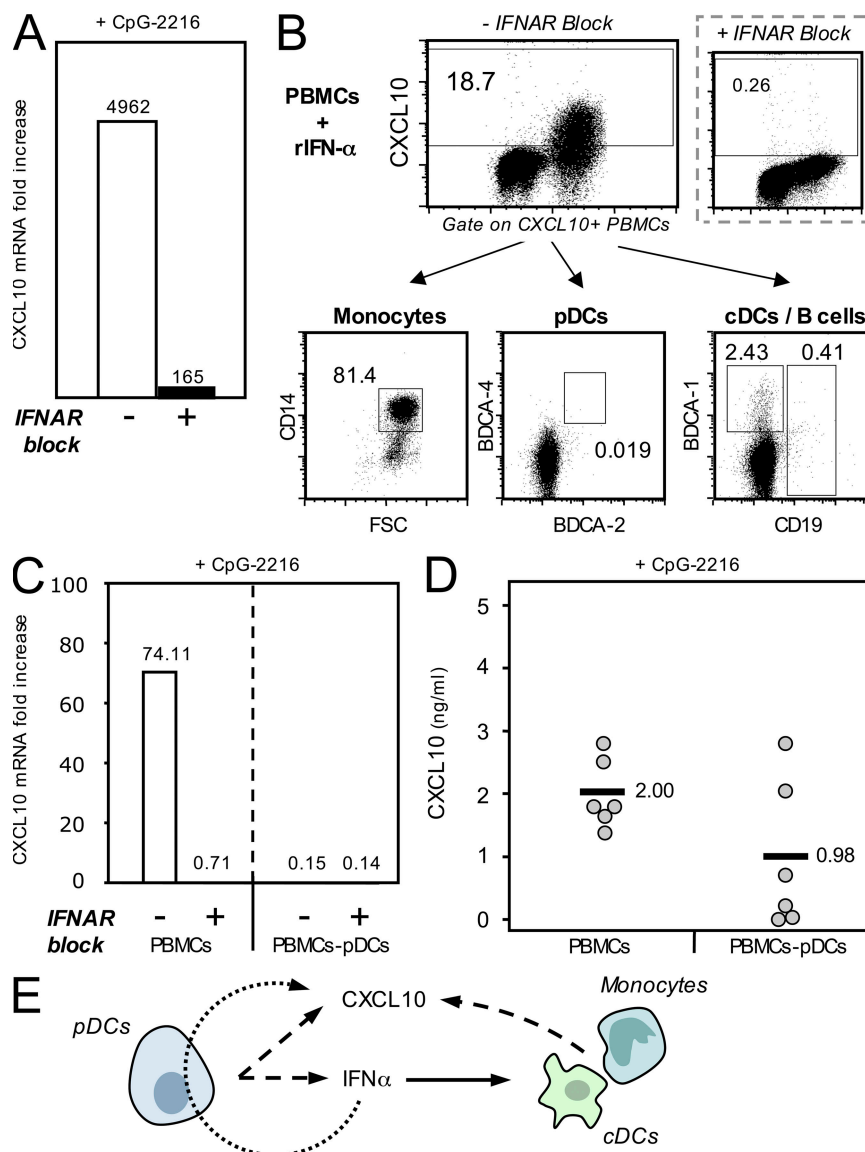 A
+ CpG-2216
CXCL10 mRNA fold increase
4962
165
IFNAR block
- +
B
- IFNAR Block
+ IFNAR Block
PBMCs
+
rIFN-α
CXCL10
18.7
0.26
Gate on CXCL10+ PBMCs
Monocytes
pDCs
cDCs / B cells
81.4
CD14
FSC
BDCA-4
0.019
BDCA-2
2.43 0.41
BDCA-1
CD19
C
+ CpG-2216
CXCL10 mRNA fold increase
100
80
60
40
20
0
74.11
0.71
0.15 0.14
IFNAR block
- + - +
PBMCs PBMCs-pDCs
D
+ CpG-2216
CXCL10 (ng/ml)
5
4
3
2
1
0
2.00
0.98
PBMCs PBMCs-pDCs
E
pDCs
CXCL10
IFNα
Monocytes
cDCs